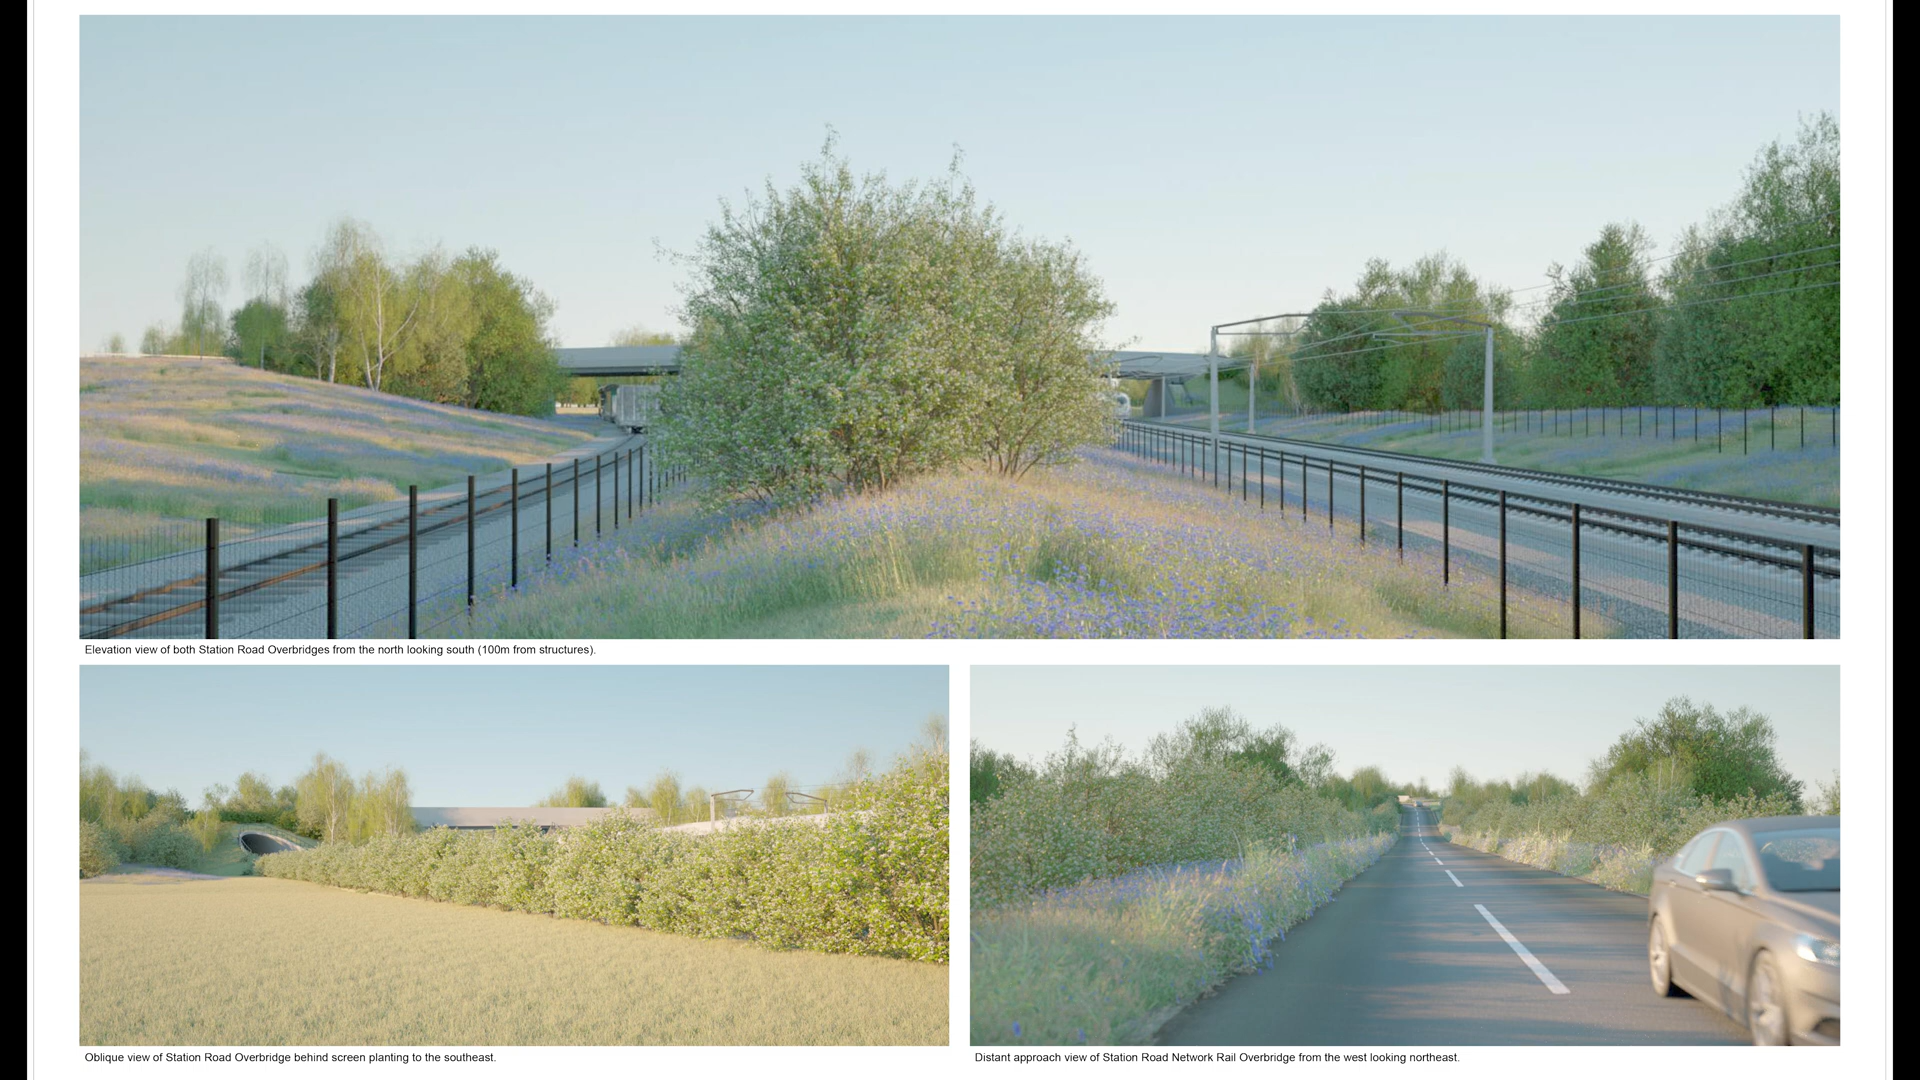 Elevation view of both Station Road Overbridges from the north looking south (100m from structures).
Oblique view of Station Road Overbridge behind screen planting to the southeast.
Distant approach view of Station Road Network Rail Overbridge from the west looking northeast.